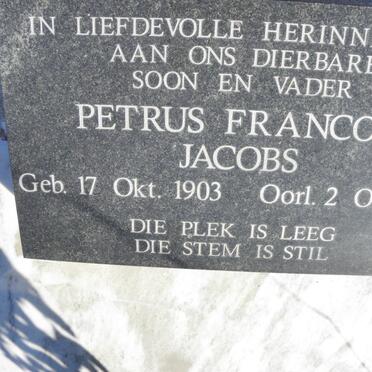 IN LIEFDEVOLLE HERINN
AAN ONS DIERBARE
SOON EN VADER
PETRUS FRANCO
JACOBS
Geb. 17 Okt. 1903 Oorl. 2 O
DIE PLEK IS LEEG
DIE STEM IS STIL